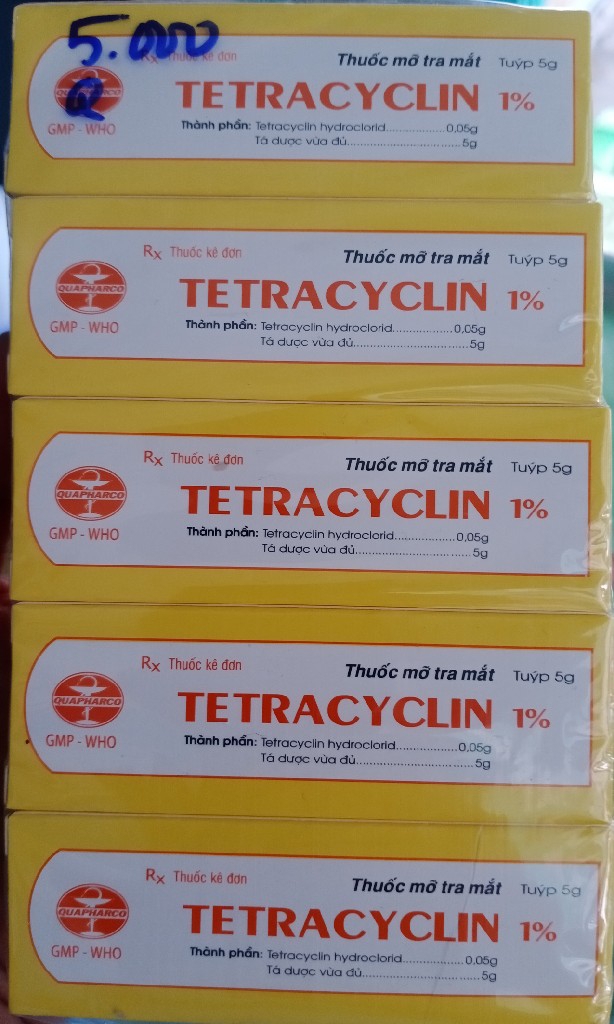 5.000
Q
Rx Thuốc kê đơn
Thuốc mỡ tra mắt Tuýp 5g
QUAPHARCO
TETRACYCLIN 1%
GMP - WHO
Thành phần: Tetracyclin hydroclorid....................0,05g
Tá dược vừa đủ...................................5g
Rx Thuốc kê đơn
Thuốc mỡ tra mắt Tuýp 5g
QUAPHARCO
TETRACYCLIN 1%
GMP - WHO
Thành phần: Tetracyclin hydroclorid....................0,05g
Tá dược vừa đủ...................................5g
Rx Thuốc kê đơn
Thuốc mỡ tra mắt Tuýp 5g
QUAPHARCO
TETRACYCLIN 1%
GMP - WHO
Thành phần: Tetracyclin hydroclorid....................0,05g
Tá dược vừa đủ...................................5g
Rx Thuốc kê đơn
Thuốc mỡ tra mắt Tuýp 5g
QUAPHARCO
TETRACYCLIN 1%
GMP - WHO
Thành phần: Tetracyclin hydroclorid....................0,05g
Tá dược vừa đủ...................................5g
Rx Thuốc kê đơn
Thuốc mỡ tra mắt Tuýp 5g
QUAPHARCO
TETRACYCLIN 1%
GMP - WHO
Thành phần: Tetracyclin hydroclorid....................0.05g
Tá dược vừa đủ...................................5g